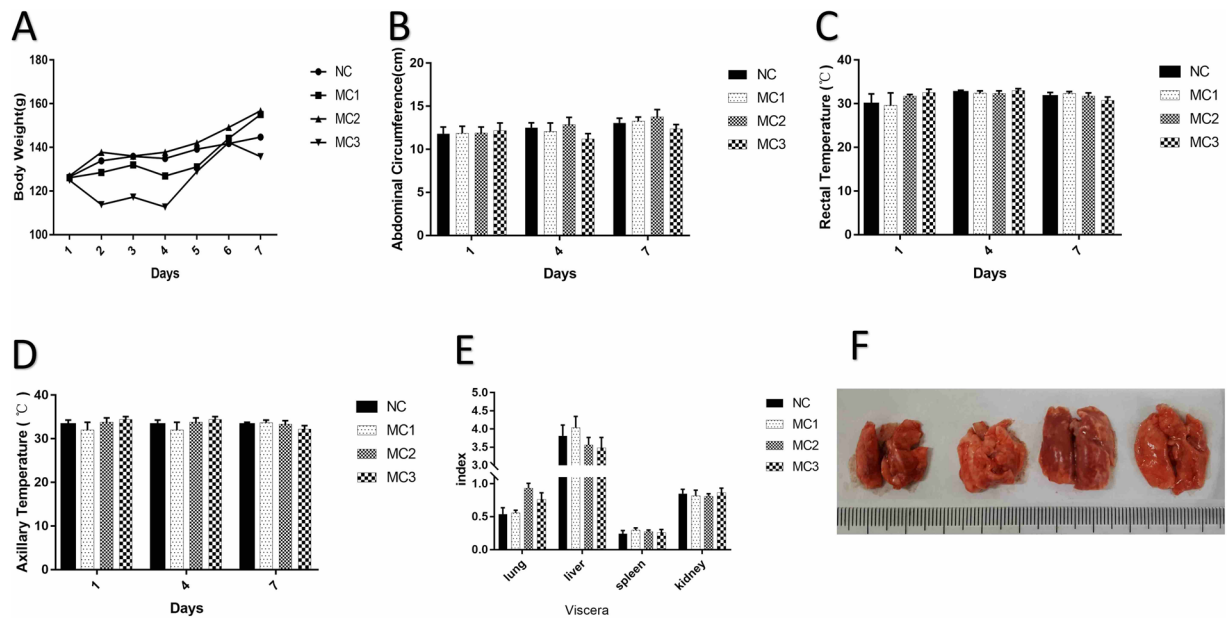 A
180
160
140
120
100
Body Weight(g)
1 2 3 4 5 6 7
Days
NC
MC1
MC2
MC3
B
20
15
10
5
0
Abdominal Circumference(cm)
1 4 7
Days
NC
MC1
MC2
MC3
C
40
30
20
10
0
Rectal Temperature (℃)
1 4 7
Days
NC
MC1
MC2
MC3
D
40
30
20
10
0
Axillary Temperature (℃)
1 4 7
Days
NC
MC1
MC2
MC3
E
5.0
4.5
4.0
3.5
3.0
1.0
0.5
0.0
index
lung liver spleen kidney
Viscera
NC
MC1
MC2
MC3
F